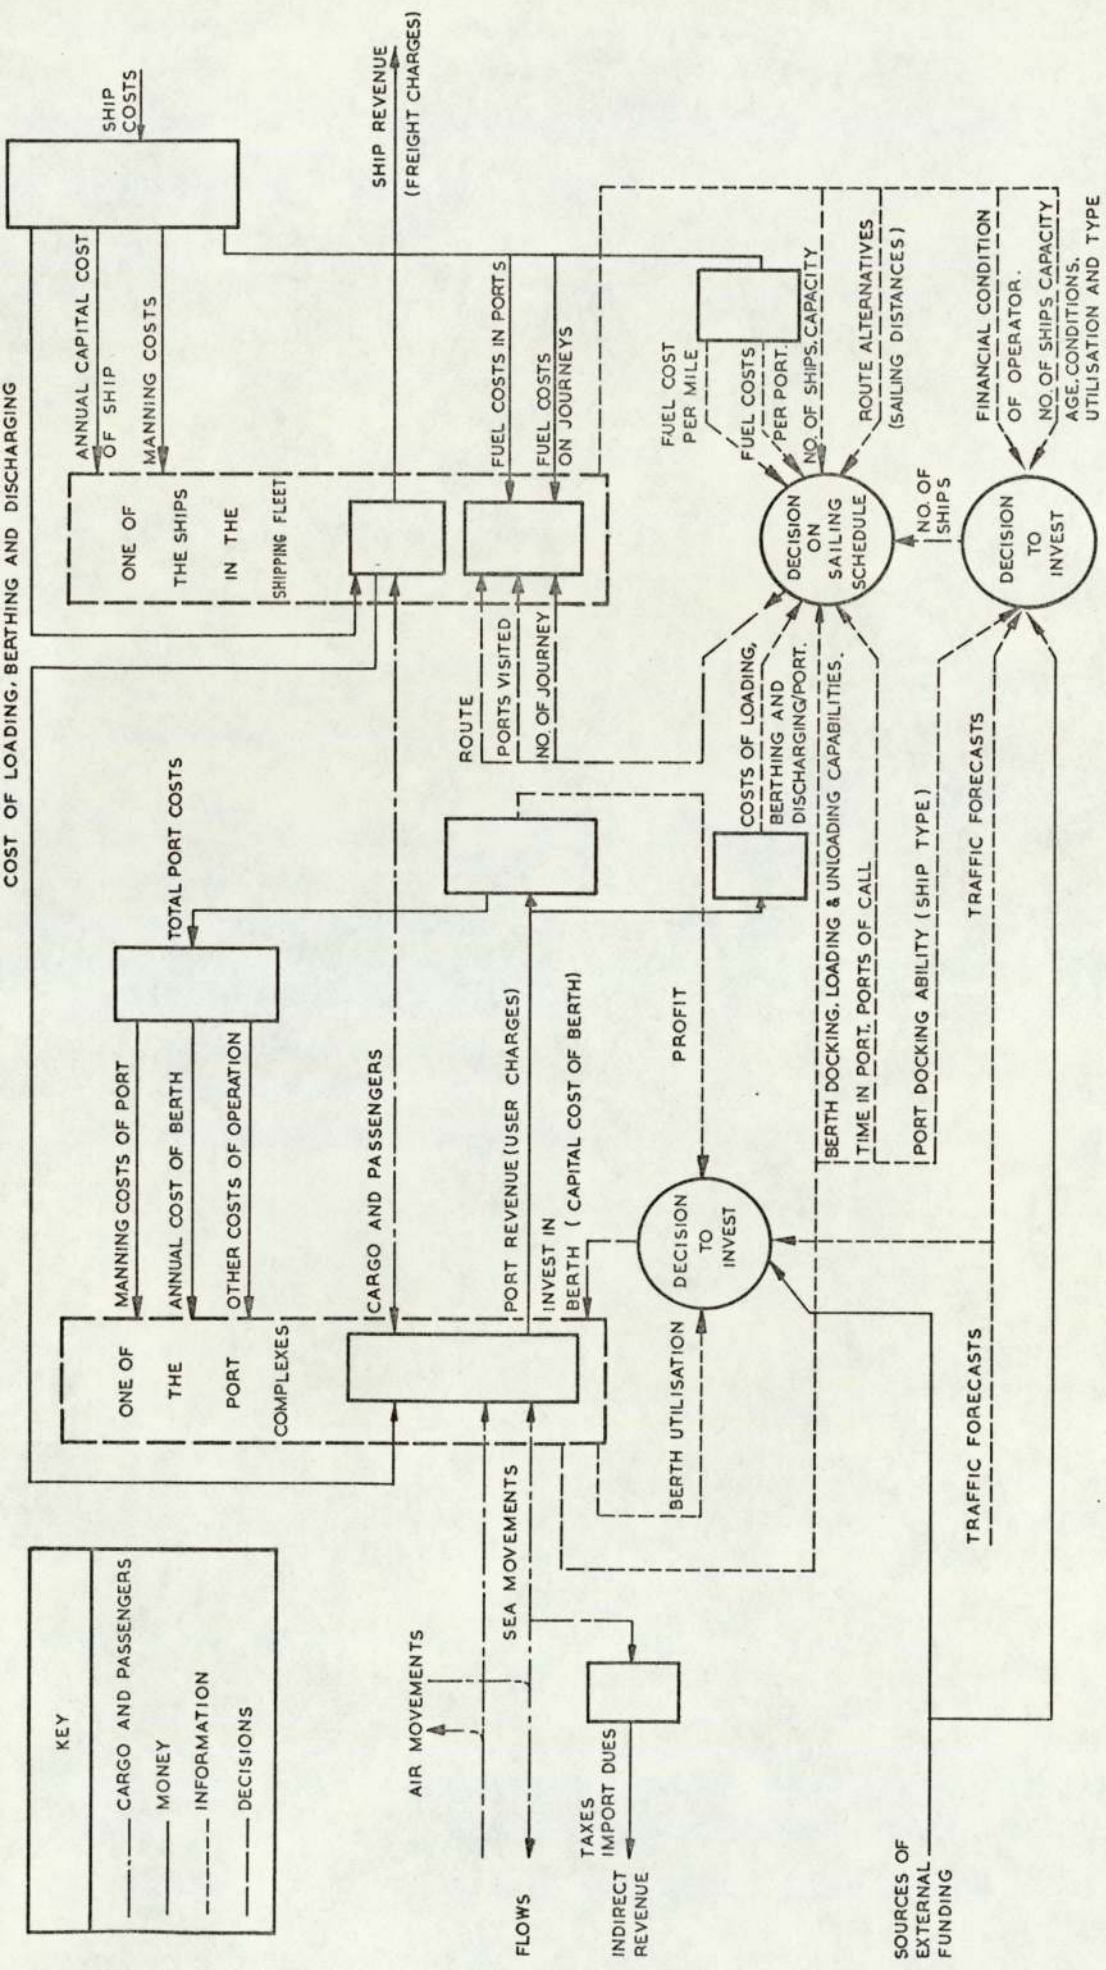 COST OF LOADING, BERTHING AND DISCHARGING
KEY
CARGO AND PASSENGERS
MONEY
INFORMATION
DECISIONS
ONE OF
THE
PORT
COMPLEXES
MANNING COSTS OF PORT
ANNUAL COST OF BERTH
OTHER COSTS OF OPERATION
TOTAL PORT COSTS
ONE OF
THE SHIPS
IN THE
SHIPPING FLEET
ANNUAL CAPITAL COST
OF SHIP
MANNING COSTS
SHIP
COSTS
CARGO AND PASSENGERS
SHIP REVENUE
(FREIGHT CHARGES)
AIR MOVEMENTS
SEA MOVEMENTS
FLOWS
TAXES
IMPORT DUES
INDIRECT
REVENUE
PORT REVENUE (USER CHARGES)
INVEST IN
BERTH ( CAPITAL COST OF BERTH)
BERTH UTILISATION
DECISION
TO
INVEST
PROFIT
ROUTE
PORTS VISITED
NO. OF JOURNEY
FUEL COSTS IN PORTS
FUEL COSTS
ON JOURNEYS
FUEL COST
PER MILE
FUEL COSTS
PER PORT.
NO. OF SHIPS, CAPACITY
ROUTE ALTERNATIVES
(SAILING DISTANCES)
COSTS OF LOADING,
BERTHING AND
DISCHARGING/PORT.
DECISION
ON
SAILING
SCHEDULE
BERTH DOCKING, LOADING & UNLOADING CAPABILITIES.
TIME IN PORT. PORTS OF CALL
PORT DOCKING ABILITY ( SHIP TYPE )
NO. OF
SHIPS
DECISION
TO
INVEST
FINANCIAL CONDITION
OF OPERATOR.
NO. OF SHIPS CAPACITY
AGE, CONDITIONS,
UTILISATION AND TYPE
TRAFFIC FORECASTS
TRAFFIC FORECASTS
SOURCES OF
EXTERNAL
FUNDING